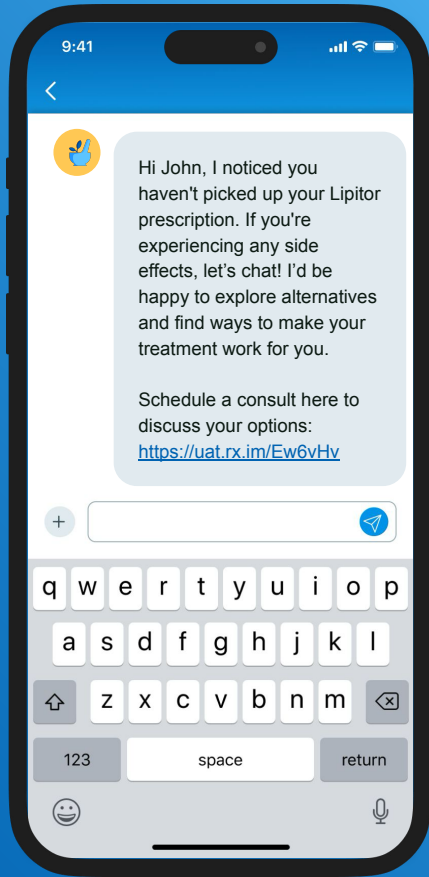 9:41
Hi John, I noticed you
haven't picked up your Lipitor
prescription. If you're
experiencing any side
effects, let’s chat! I’d be
happy to explore alternatives
and find ways to make your
treatment work for you.
Schedule a consult here to
discuss your options:
https://uat.rx.im/Ew6vHv
+
q w e r t y u i o p
a s d f g h j k l
z x c v b n m
123 space return